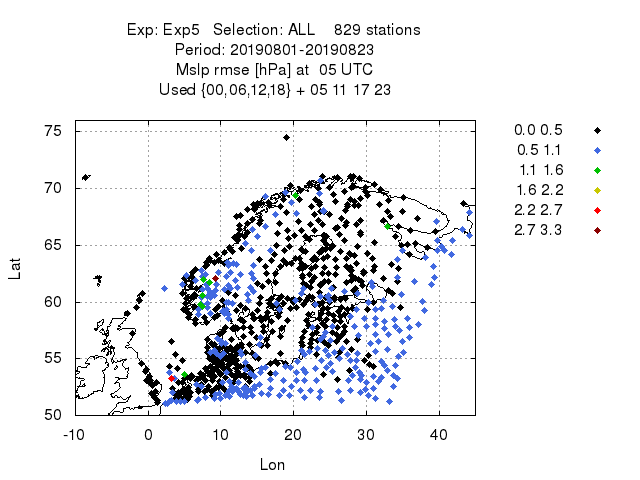 Exp: Exp5 Selection: ALL 829 stations
Period: 20190801-20190823
Mslp rmse [hPa] at 05 UTC
Used {00,06,12,18} + 05 11 17 23
75
70
65
60
55
50
Lat
-10 0 10 20 30 40
Lon
0.0 0.5
0.5 1.1
1.1 1.6
1.6 2.2
2.2 2.7
2.7 3.3